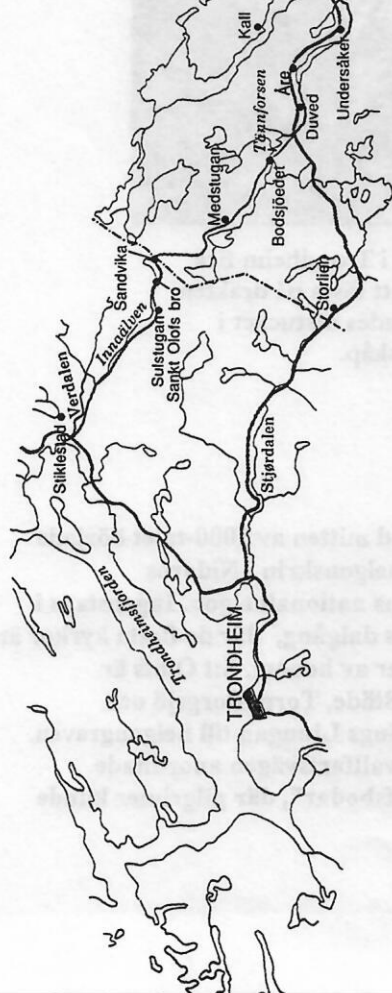 Stiklestad
Verdalen
Trondheimsfjorden
Innaälven
Sandvika
Sulstugan
Sankt Olofs bro
Medstugan
Kall
TRONDHEIM
Stjørdalen
Storlien
Bodsjöedet
Tännforsen
Duved
Åre
Undersåker